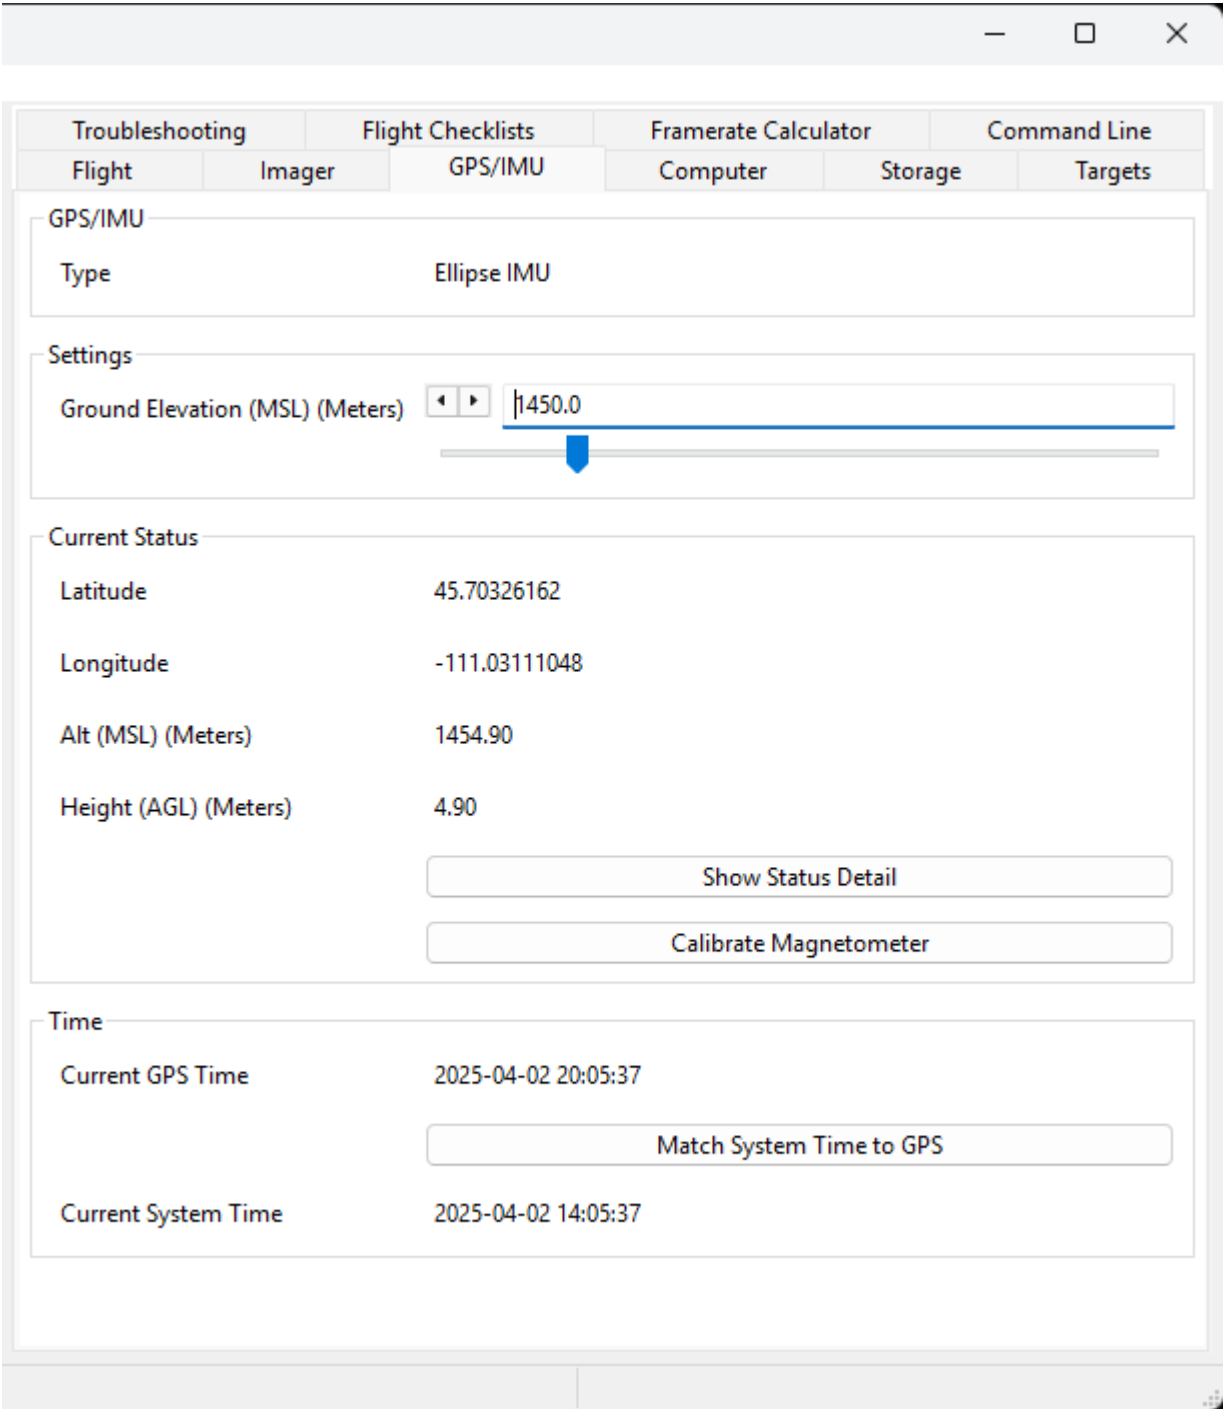 Troubleshooting Flight Checklists Framerate Calculator Command Line
Flight Imager GPS/IMU Computer Storage Targets
GPS/IMU
Type Ellipse IMU
Settings
Ground Elevation (MSL) (Meters) 1450.0
Current Status
Latitude 45.70326162
Longitude -111.03111048
Alt (MSL) (Meters) 1454.90
Height (AGL) (Meters) 4.90
Show Status Detail
Calibrate Magnetometer
Time
Current GPS Time 2025-04-02 20:05:37
Match System Time to GPS
Current System Time 2025-04-02 14:05:37